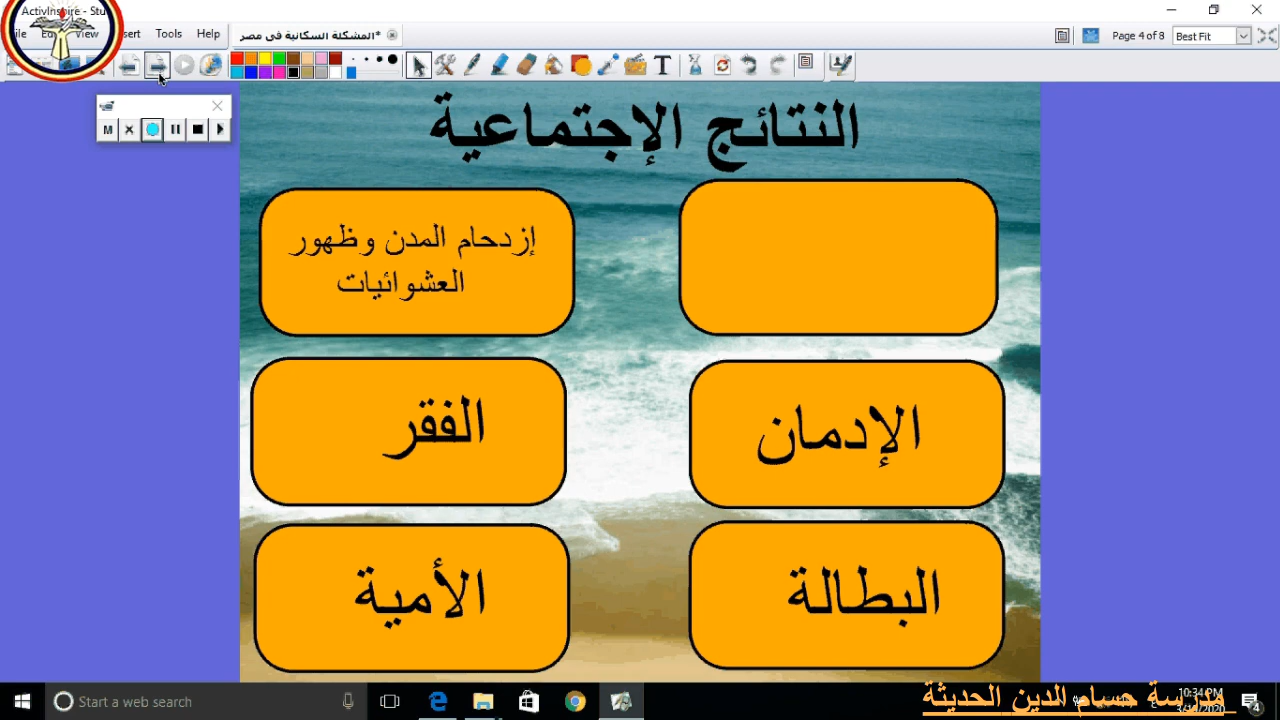 ActivInspire - Stu
File Edit View Insert Tools Help
*المشكلة السكانية فى مصر
Page 4 of 8
Best Fit
T
M
النتائج الإجتماعية
إزدحام المدن وظهور
العشوائيات
الإدمان
الفقر
البطالة
الأمية
Start a web search
10:34 PM
مدرسة حسام الدين الحديثة
4